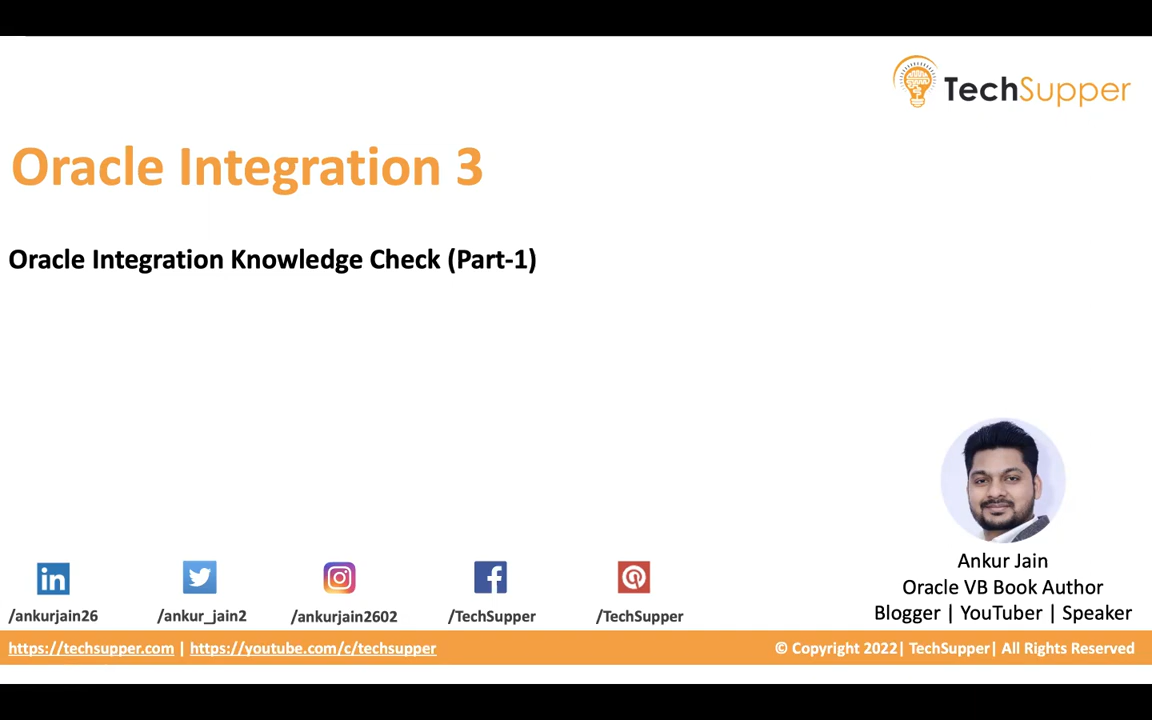 TechSupper
Oracle Integration 3
Oracle Integration Knowledge Check (Part-1)
Ankur Jain
Oracle VB Book Author
Blogger | YouTuber | Speaker
in
/ankurjain26
/ankur_jain2
/ankurjain2602
/TechSupper
/TechSupper
https://techsupper.com | https://youtube.com/c/techsupper
© Copyright 2022| TechSupper| All Rights Reserved